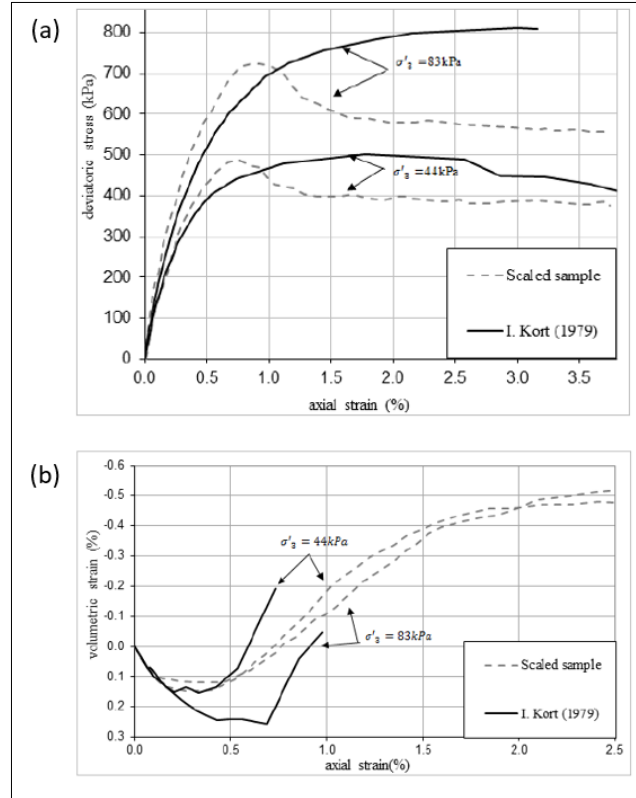 (a)
800
700
600
500
400
300
200
100
0
deviatoric stress (kPa)
σ'₃ =83kPa
σ'₃ =44kPa
Scaled sample
I. Kort (1979)
0.0 0.5 1.0 1.5 2.0 2.5 3.0 3.5
axial strain (%)
(b)
-0.6
-0.5
-0.4
-0.3
-0.2
-0.1
0.0
0.1
0.2
0.3
volumetric strain (%)
σ'₃ = 44kPa
σ'₃ = 83kPa
Scaled sample
I. Kort (1979)
0.0 0.5 1.0 1.5 2.0 2.5
axial strain(%)